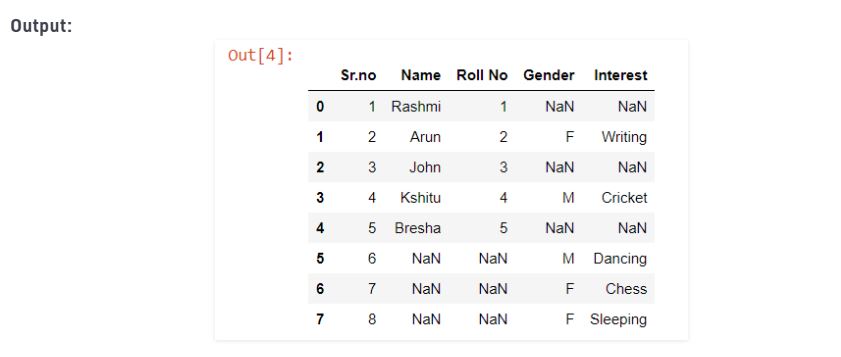 Output:
Out[4]:
Sr.no Name Roll No Gender Interest
0 1 Rashmi 1 NaN NaN
1 2 Arun 2 F Writing
2 3 John 3 NaN NaN
3 4 Kshitu 4 M Cricket
4 5 Bresha 5 NaN NaN
5 6 NaN NaN M Dancing
6 7 NaN NaN F Chess
7 8 NaN NaN F Sleeping